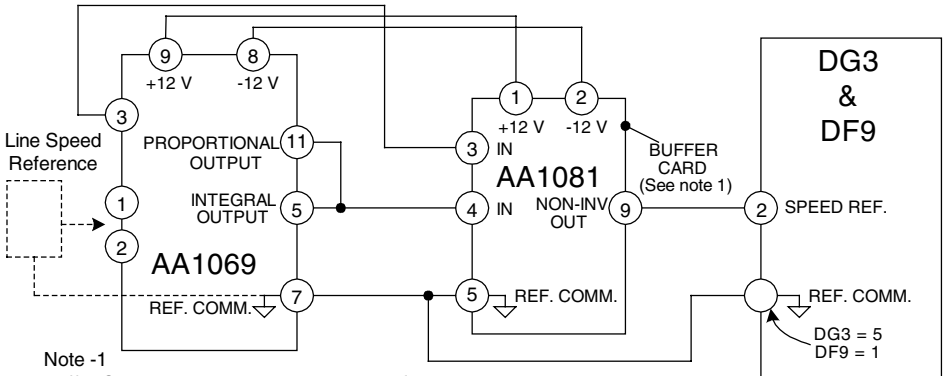 9
8
+12 V
-12 V
3
Line Speed
Reference
1
2
PROPORTIONAL
OUTPUT
11
INTEGRAL
OUTPUT
5
AA1069
REF. COMM.
7
1
2
+12 V
-12 V
3
IN
AA1081
4
IN
NON-INV
OUT
9
BUFFER
CARD
(See note 1)
5
REF. COMM.
DG3
&
DF9
2
SPEED REF.
REF. COMM.
DG3 = 5
DF9 = 1
Note -1